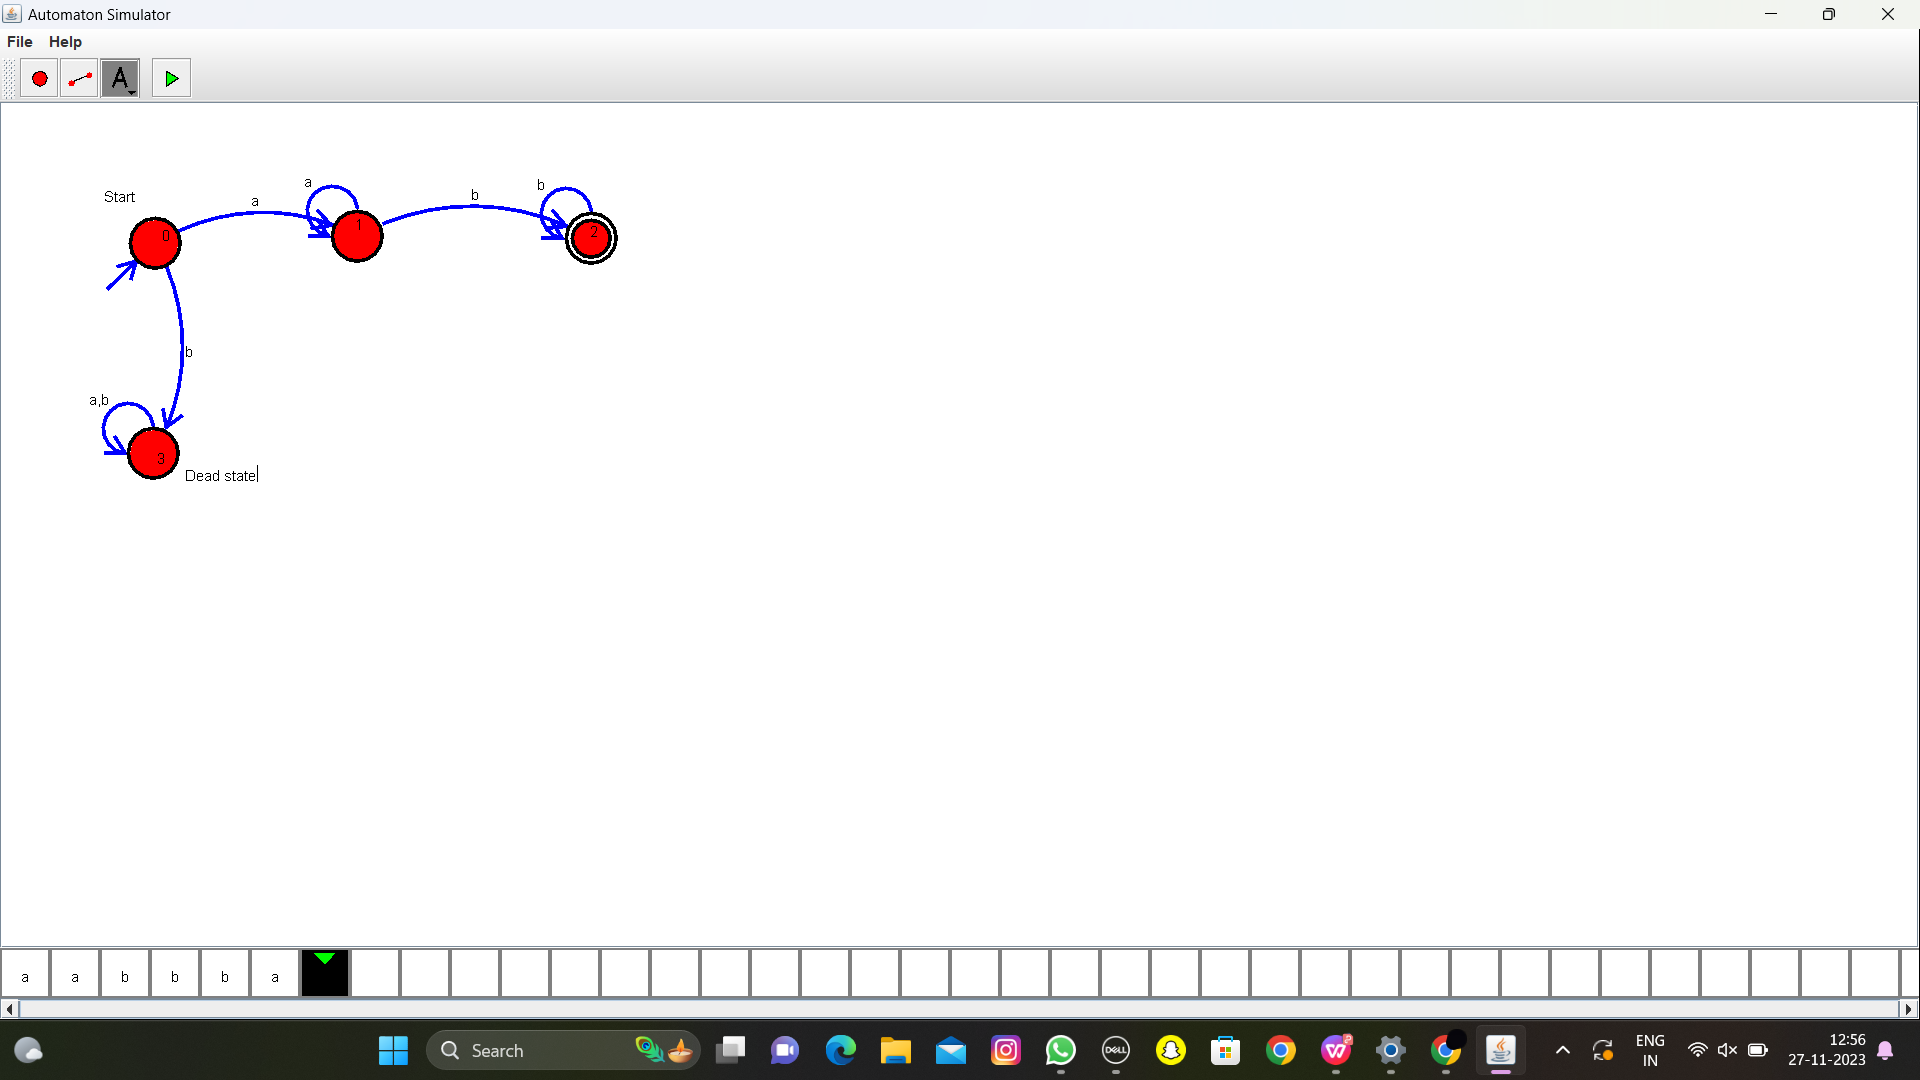 Automaton Simulator
File Help
A
Start
a
a
b
b
0
1
2
b
a,b
3
Dead state
a a b b b a
Search
DELL
W
ENG
IN
12:56
27-11-2023